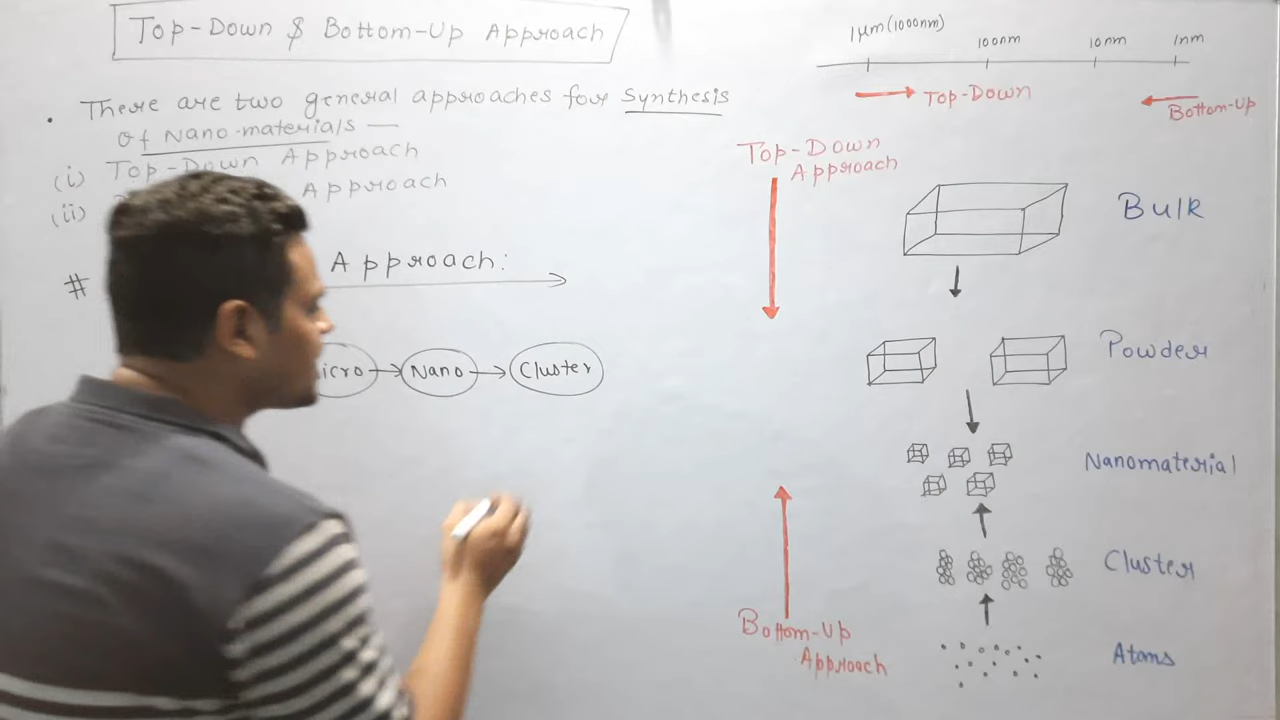 Top-Down & Bottom-Up Approach
• There are two general approaches for Synthesis
of Nano-materials —
(i) Top-Down Approach
(ii) Approach
# Approach:
icro → Nano → Cluster
1μm (1000nm) 100nm 10nm 1nm
Top-Down
Bottom-Up
Top-Down
Approach
Bulk
Powder
Nanomaterial
Cluster
Bottom-Up
Approach
Atoms